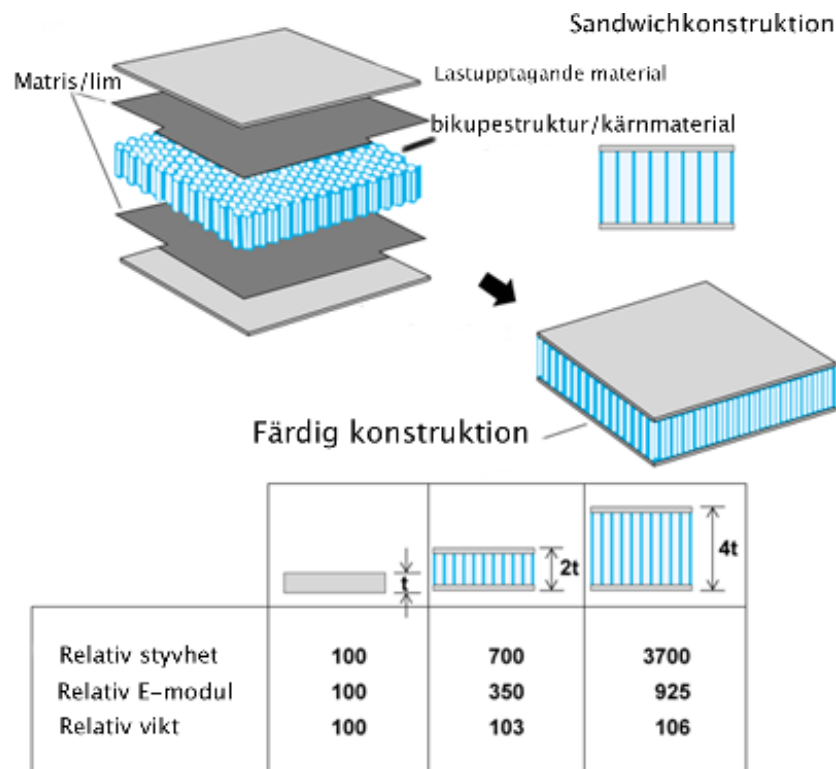 Sandwichkonstruktion
Matris/lim
Lastupptagande material
bikupestruktur/kärnmaterial
Färdig konstruktion
t 2t 4t
Relativ styvhet 100 700 3700
Relativ E-modul 100 350 925
Relativ vikt 100 103 106